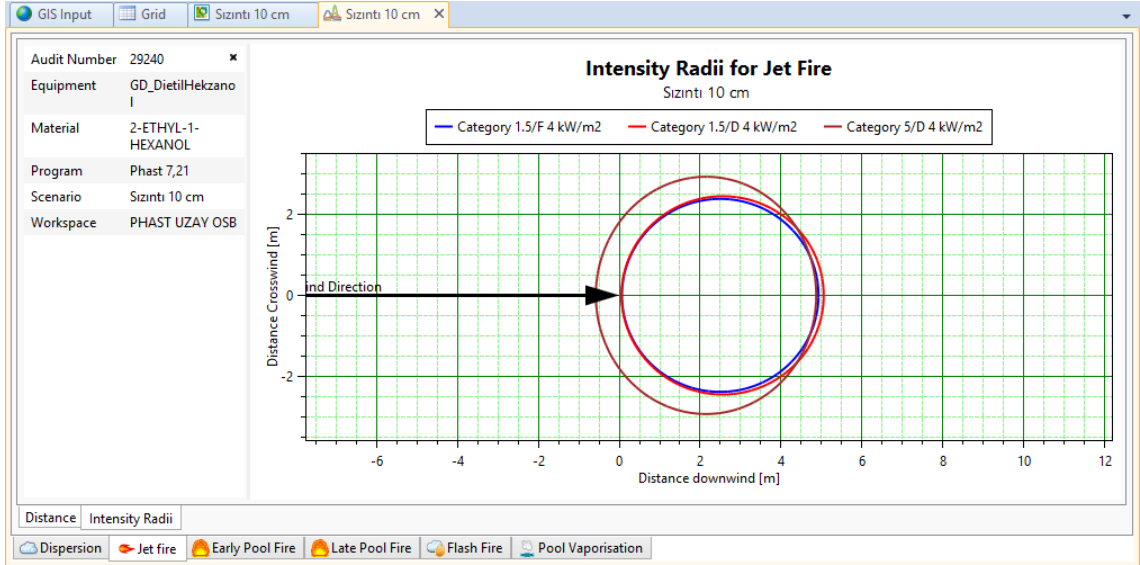 GIS Input
Grid
Sızıntı 10 cm
Sızıntı 10 cm
Audit Number 29240
Equipment GD_DietilHekzano
l
Material 2-ETHYL-1-
HEXANOL
Program Phast 7,21
Scenario Sızıntı 10 cm
Workspace PHAST UZAY OSB
Intensity Radii for Jet Fire
Sızıntı 10 cm
Category 1.5/F 4 kW/m2 Category 1.5/D 4 kW/m2 Category 5/D 4 kW/m2
Distance Crosswind [m]
2
0
-2
ind Direction
-6 -4 -2 0 2 4 6 8 10 12
Distance downwind [m]
Distance Intensity Radii
Dispersion Jet fire Early Pool Fire Late Pool Fire Flash Fire Pool Vaporisation